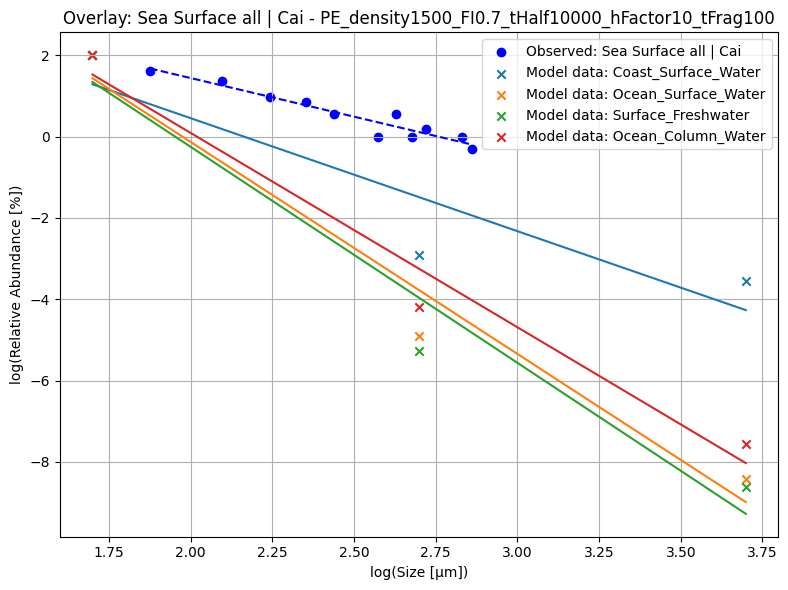 Overlay: Sea Surface all | Cai - PE_density1500_FI0.7_tHalf10000_hFactor10_tFrag100
Observed: Sea Surface all | Cai
Model data: Coast_Surface_Water
Model data: Ocean_Surface_Water
Model data: Surface_Freshwater
Model data: Ocean_Column_Water
log(Relative Abundance [%])
2
0
−2
−4
−6
−8
1.75 2.00 2.25 2.50 2.75 3.00 3.25 3.50 3.75
log(Size [μm])